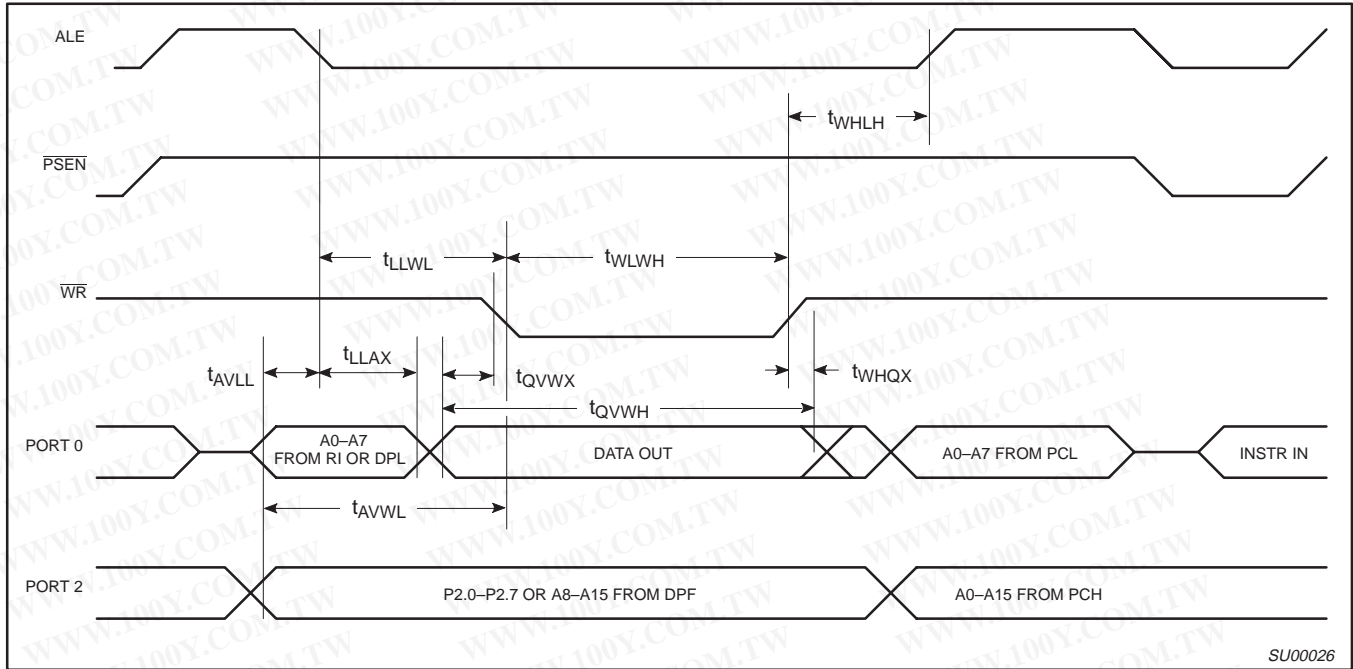 ALE
tWHLH
PSEN
tLLWL
tWLWH
WR
tAVLL
tLLAX
tQVWX
tWHQX
tQVWH
PORT 0
A0–A7
FROM RI OR DPL
DATA OUT
A0–A7 FROM PCL
INSTR IN
tAVWL
PORT 2
P2.0–P2.7 OR A8–A15 FROM DPF
A0–A15 FROM PCH
SU00026
WWW.100Y.COM.TW